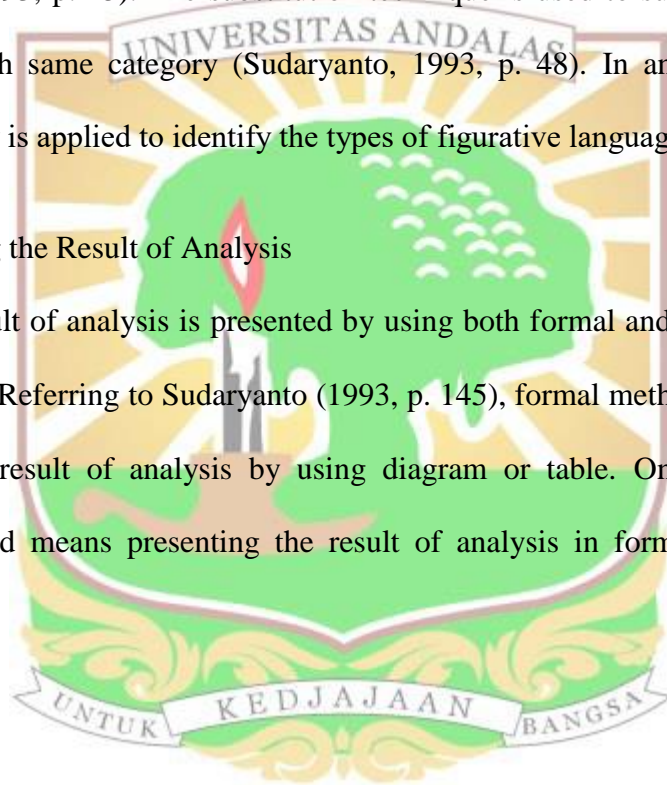 UNIVERSITAS ANDALAS
h same category (Sudaryanto, 1993, p. 48). In an
is applied to identify the types of figurative languag
the Result of Analysis
ult of analysis is presented by using both formal and
Referring to Sudaryanto (1993, p. 145), formal meth
result of analysis by using diagram or table. On
d means presenting the result of analysis in form
UNTUK KEDJAJAAN BANGSA